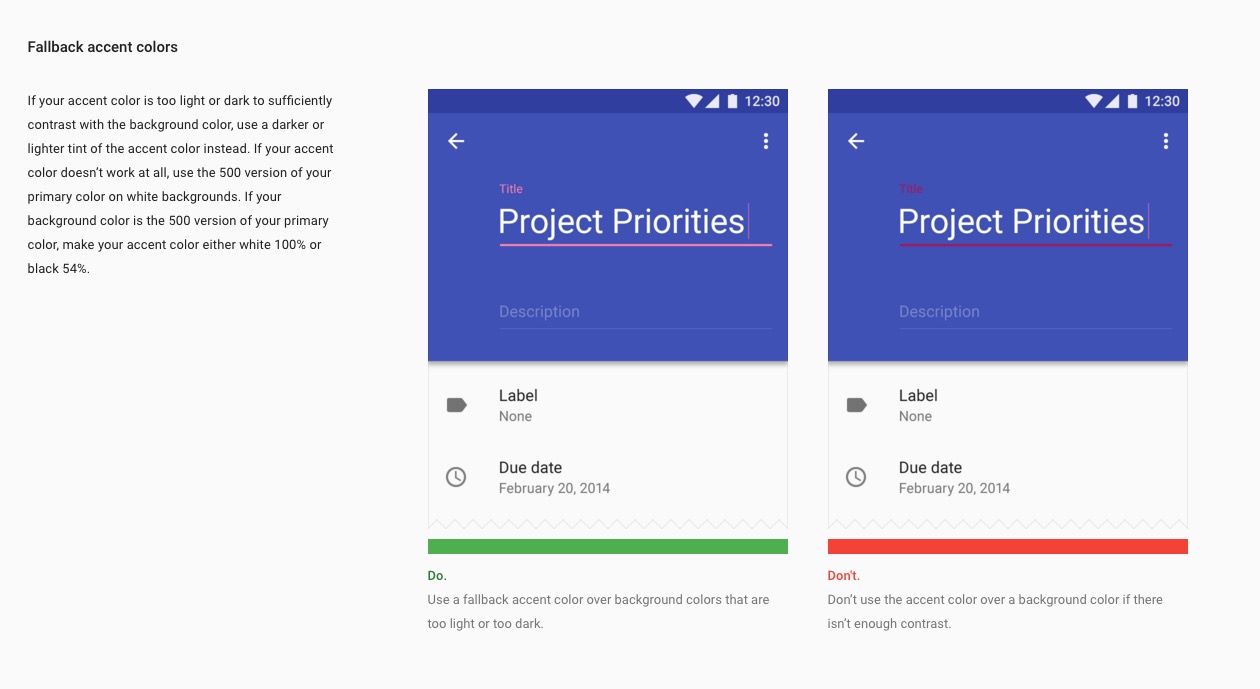 Fallback accent colors
If your accent color is too light or dark to sufficiently
contrast with the background color, use a darker or
lighter tint of the accent color instead. If your accent
color doesn’t work at all, use the 500 version of your
primary color on white backgrounds. If your
background color is the 500 version of your primary
color, make your accent color either white 100% or
black 54%.
12:30
Title
Project Priorities
Description
Label
None
Due date
February 20, 2014
Do.
Use a fallback accent color over background colors that are
too light or too dark.
12:30
Title
Project Priorities
Description
Label
None
Due date
February 20, 2014
Don't.
Don’t use the accent color over a background color if there
isn’t enough contrast.